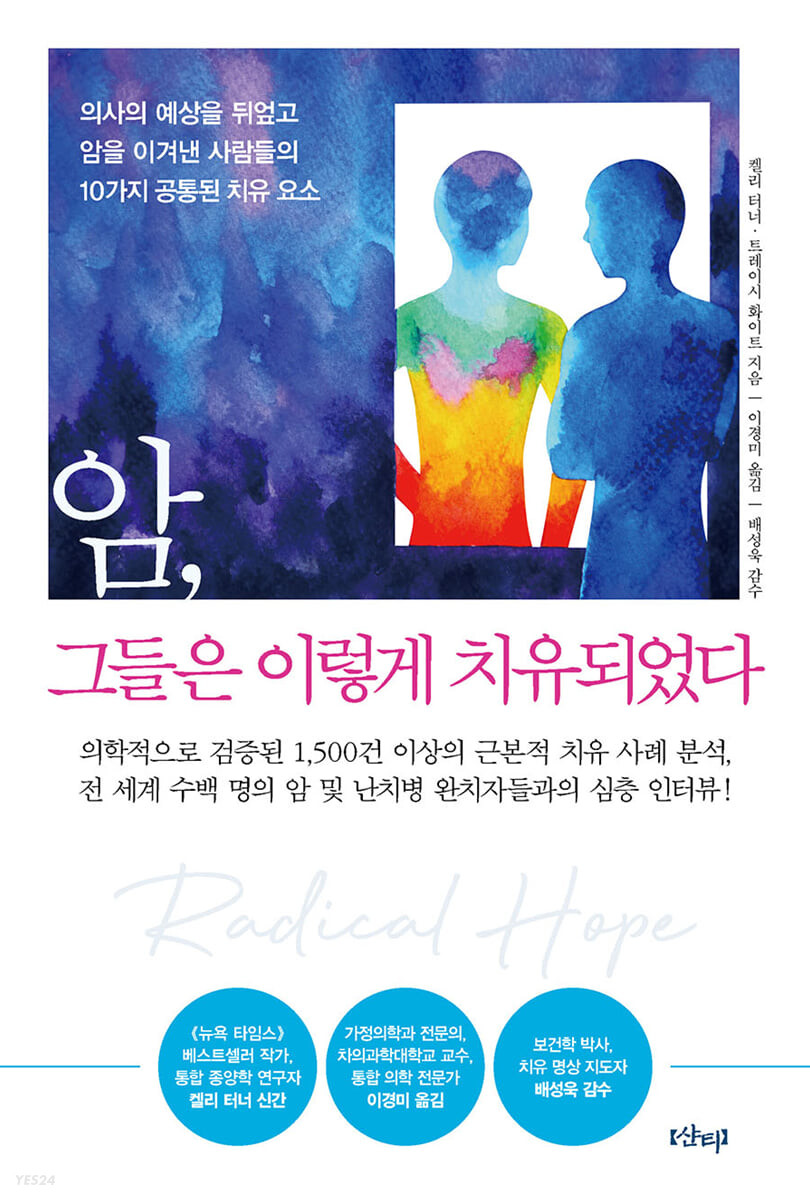 의사의 예상을 뒤엎고
암을 이겨낸 사람들의
10가지 공통된 치유 요소
켈리 터너 · 트레이시 화이트 지음 | 이경미 옮김 | 배성욱 감수
암,
그들은 이렇게 치유되었다
의학적으로 검증된 1,500건 이상의 근본적 치유 사례 분석,
전 세계 수백 명의 암 및 난치병 완치자들과의 심층 인터뷰!
Radical Hope
《뉴욕 타임스》
베스트셀러 작가,
통합 종양학 연구자
켈리 터너 신간
가정의학과 전문의,
차의과학대학교 교수,
통합 의학 전문가
이경미 옮김
보건학 박사,
치유 명상 지도자
배성욱 감수
【산티】
YES24